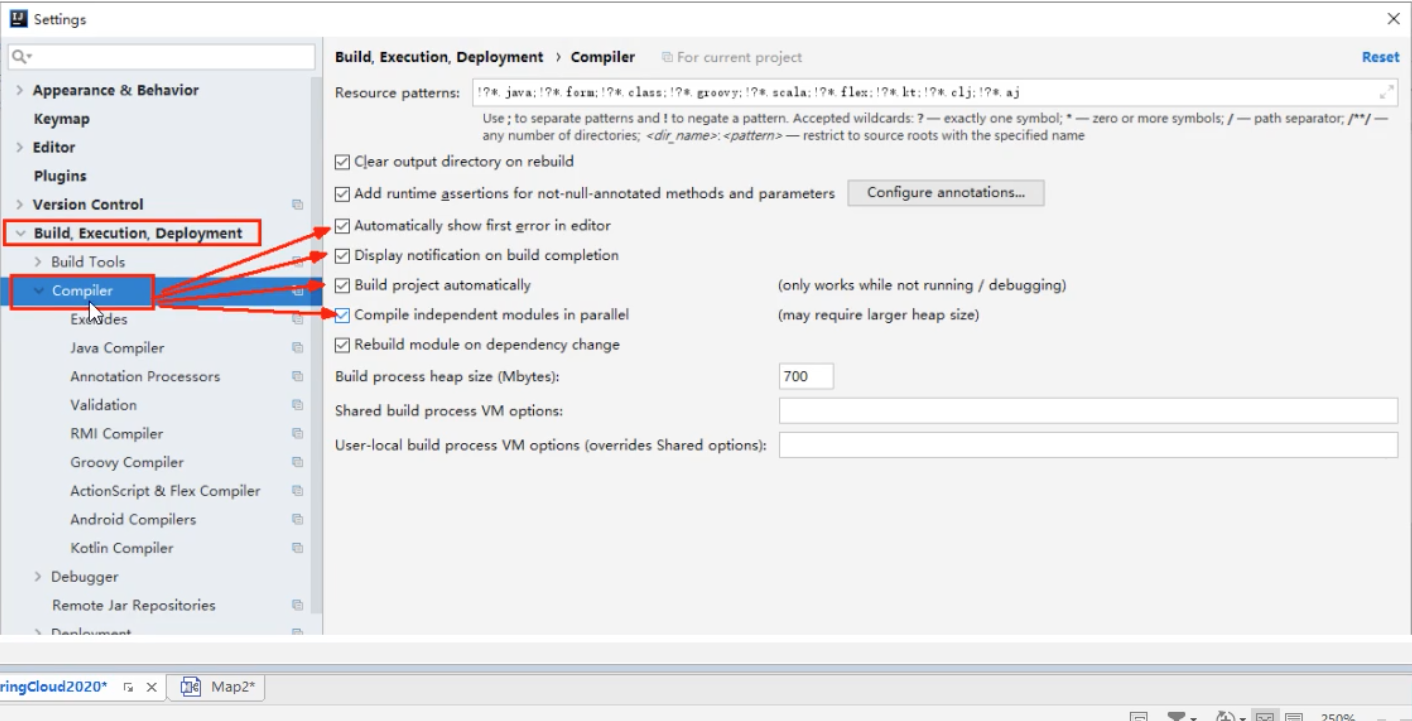 Settings
Appearance & Behavior
Keymap
Editor
Plugins
Version Control
Build, Execution, Deployment
Build Tools
Compiler
Excludes
Java Compiler
Annotation Processors
Validation
RMI Compiler
Groovy Compiler
ActionScript & Flex Compiler
Android Compilers
Kotlin Compiler
Debugger
Remote Jar Repositories
Deployment
Build, Execution, Deployment › Compiler For current project Reset
Resource patterns: !?*.java;!?*.form;!?*.class;!?*.groovy;!?*.scala;!?*.flex;!?*.kt;!?*.clj;!?*.aj
Use ; to separate patterns and ! to negate a pattern. Accepted wildcards: ? — exactly one symbol; * — zero or more symbols; / — path separator; /**/ —
any number of directories; <dir_name>:<pattern> — restrict to source roots with the specified name
Clear output directory on rebuild
Add runtime assertions for not-null-annotated methods and parameters Configure annotations...
Automatically show first error in editor
Display notification on build completion
Build project automatically (only works while not running / debugging)
Compile independent modules in parallel (may require larger heap size)
Rebuild module on dependency change
Build process heap size (Mbytes): 700
Shared build process VM options:
User-local build process VM options (overrides Shared options):
ringCloud2020* Map2*
250%